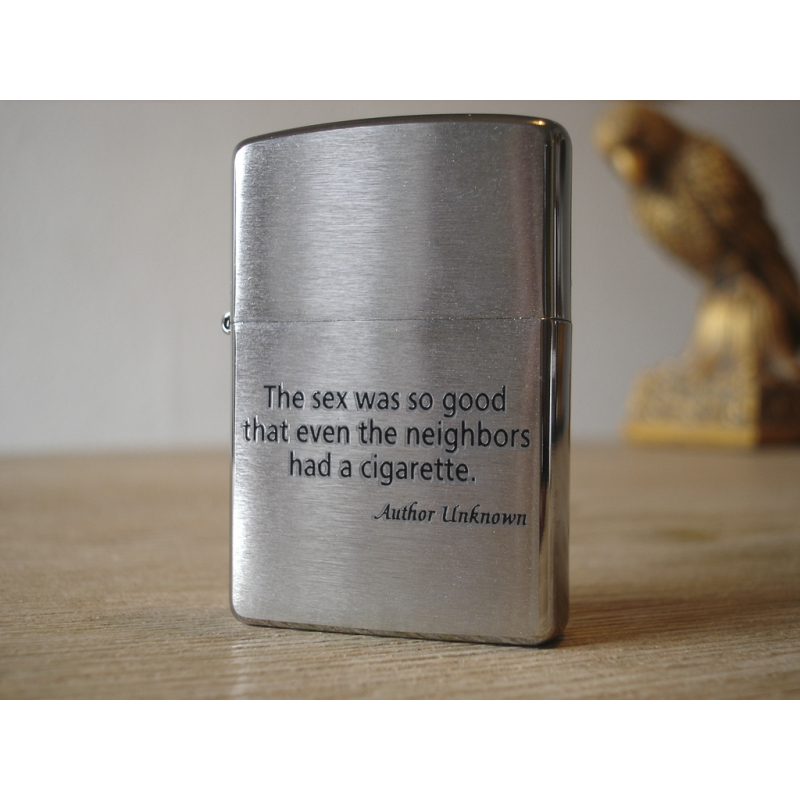 The sex was so good
that even the neighbors
had a cigarette.
Author Unknown